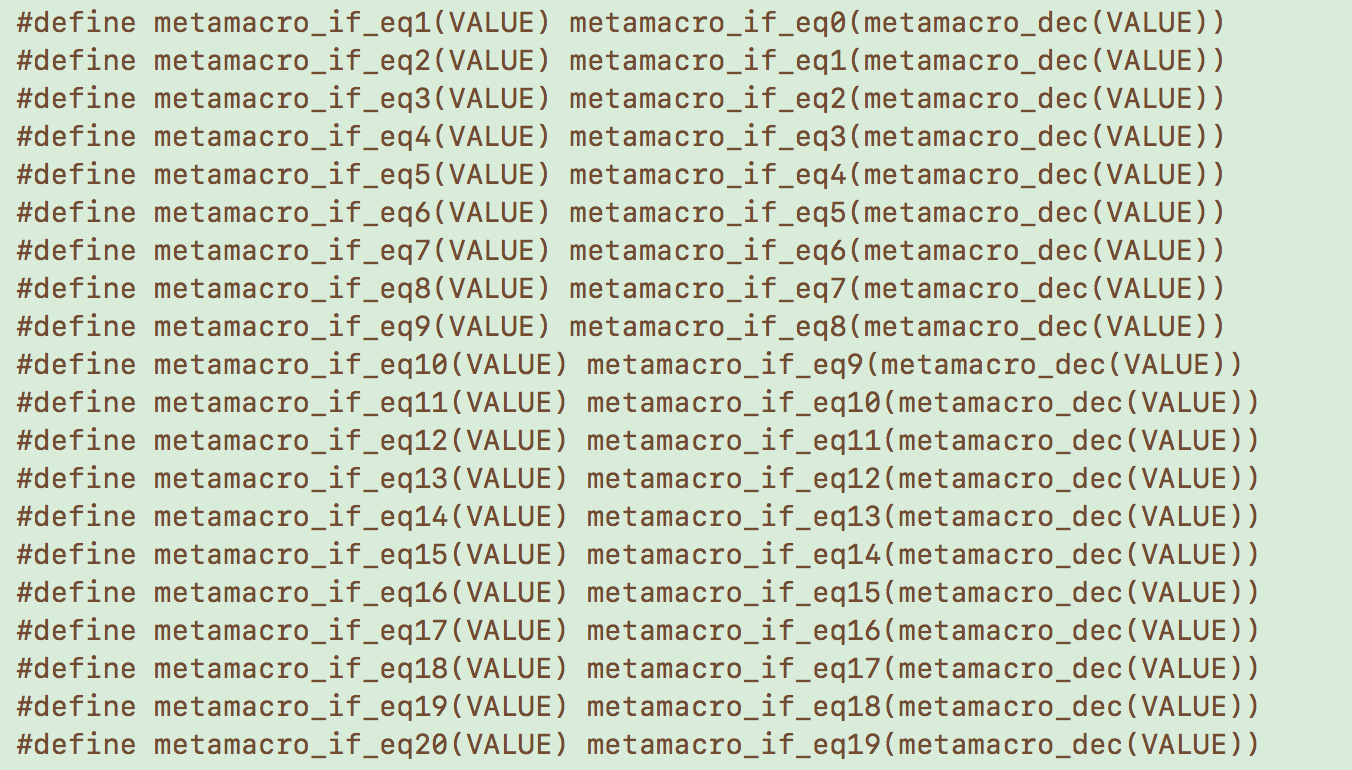 #define metamacro_if_eq1(VALUE) metamacro_if_eq0(metamacro_dec(VALUE))
#define metamacro_if_eq2(VALUE) metamacro_if_eq1(metamacro_dec(VALUE))
#define metamacro_if_eq3(VALUE) metamacro_if_eq2(metamacro_dec(VALUE))
#define metamacro_if_eq4(VALUE) metamacro_if_eq3(metamacro_dec(VALUE))
#define metamacro_if_eq5(VALUE) metamacro_if_eq4(metamacro_dec(VALUE))
#define metamacro_if_eq6(VALUE) metamacro_if_eq5(metamacro_dec(VALUE))
#define metamacro_if_eq7(VALUE) metamacro_if_eq6(metamacro_dec(VALUE))
#define metamacro_if_eq8(VALUE) metamacro_if_eq7(metamacro_dec(VALUE))
#define metamacro_if_eq9(VALUE) metamacro_if_eq8(metamacro_dec(VALUE))
#define metamacro_if_eq10(VALUE) metamacro_if_eq9(metamacro_dec(VALUE))
#define metamacro_if_eq11(VALUE) metamacro_if_eq10(metamacro_dec(VALUE))
#define metamacro_if_eq12(VALUE) metamacro_if_eq11(metamacro_dec(VALUE))
#define metamacro_if_eq13(VALUE) metamacro_if_eq12(metamacro_dec(VALUE))
#define metamacro_if_eq14(VALUE) metamacro_if_eq13(metamacro_dec(VALUE))
#define metamacro_if_eq15(VALUE) metamacro_if_eq14(metamacro_dec(VALUE))
#define metamacro_if_eq16(VALUE) metamacro_if_eq15(metamacro_dec(VALUE))
#define metamacro_if_eq17(VALUE) metamacro_if_eq16(metamacro_dec(VALUE))
#define metamacro_if_eq18(VALUE) metamacro_if_eq17(metamacro_dec(VALUE))
#define metamacro_if_eq19(VALUE) metamacro_if_eq18(metamacro_dec(VALUE))
#define metamacro_if_eq20(VALUE) metamacro_if_eq19(metamacro_dec(VALUE))